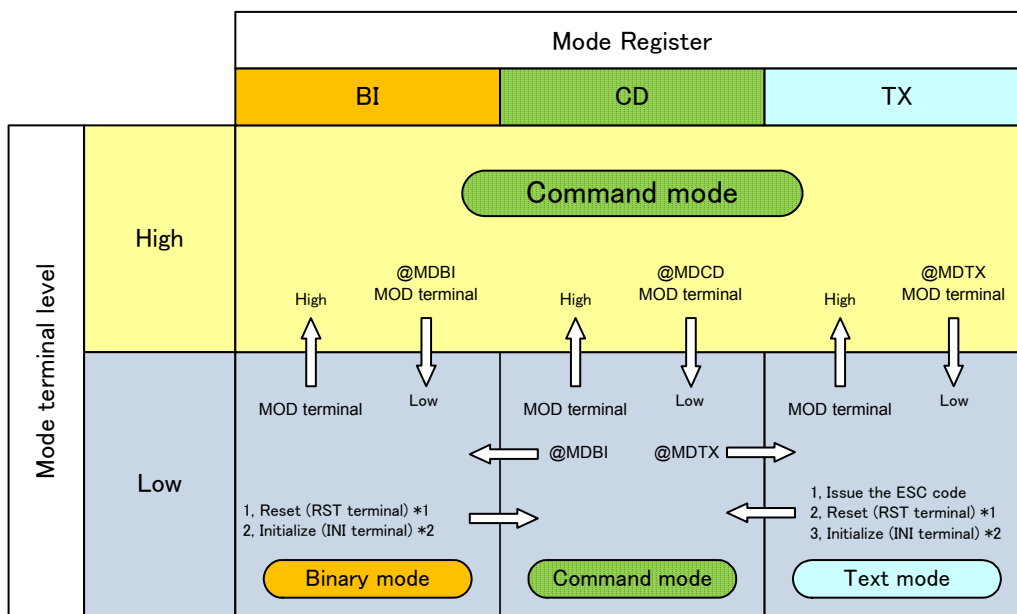 Mode Register
BI
CD
TX
Mode terminal level
High
Command mode
@MDBI
MOD terminal
High
@MDCD
MOD terminal
High
@MDTX
MOD terminal
High
MOD terminal
Low
MOD terminal
Low
MOD terminal
Low
Low
@MDBI
@MDTX
1, Reset (RST terminal) *1
2, Initialize (INI terminal) *2
1, Issue the ESC code
2, Reset (RST terminal) *1
3, Initialize (INI terminal) *2
Binary mode
Command mode
Text mode